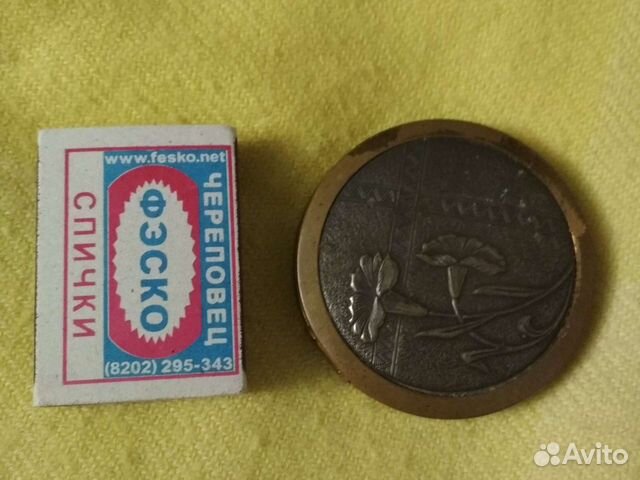 www.fesko.net
ЧЕРЕПОВЕЦ
ФЭСКО
СПИЧКИ
(8202) 295-343
Avito